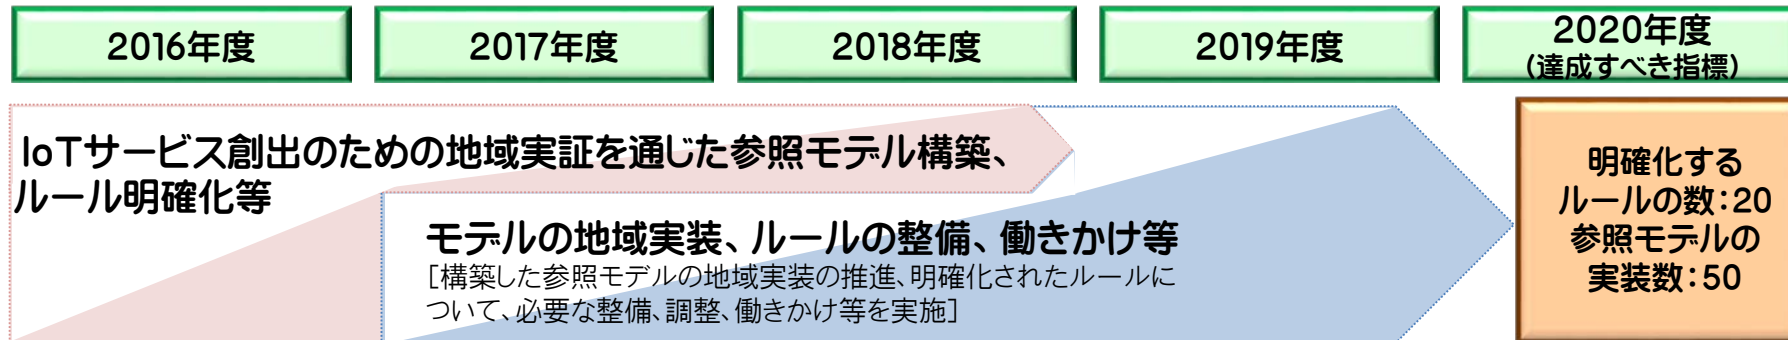 2016年度
2017年度
2018年度
2019年度
2020年度
(達成すべき指標)
IoTサービス創出のための地域実証を通じた参照モデル構築、
ルール明確化等
モデルの地域実装、ルールの整備、働きかけ等
[構築した参照モデルの地域実装の推進、明確化されたルールに
ついて、必要な整備、調整、働きかけ等を実施]
明確化する
ルールの数:20
参照モデルの
実装数:50